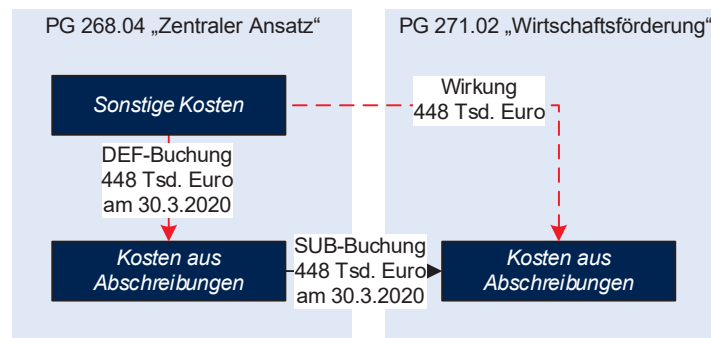 PG 268.04 „Zentraler Ansatz“
PG 271.02 „Wirtschaftsförderung“
Sonstige Kosten
Wirkung
448 Tsd. Euro
DEF-Buchung
448 Tsd. Euro
am 30.3.2020
Kosten aus
Abschreibungen
SUB-Buchung
448 Tsd. Euro
am 30.3.2020
Kosten aus
Abschreibungen